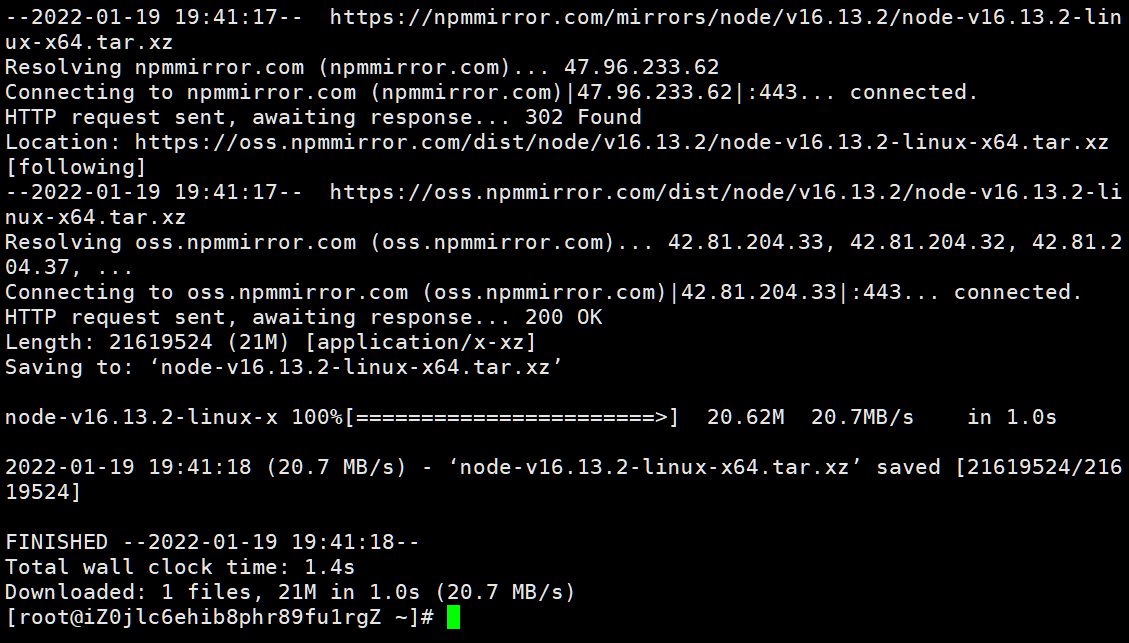 --2022-01-19 19:41:17--  https://npmmirror.com/mirrors/node/v16.13.2/node-v16.13.2-lin
ux-x64.tar.xz
Resolving npmmirror.com (npmmirror.com)... 47.96.233.62
Connecting to npmmirror.com (npmmirror.com)|47.96.233.62|:443... connected.
HTTP request sent, awaiting response... 302 Found
Location: https://oss.npmmirror.com/dist/node/v16.13.2/node-v16.13.2-linux-x64.tar.xz
[following]
--2022-01-19 19:41:17--  https://oss.npmmirror.com/dist/node/v16.13.2/node-v16.13.2-li
nux-x64.tar.xz
Resolving oss.npmmirror.com (oss.npmmirror.com)... 42.81.204.33, 42.81.204.32, 42.81.2
04.37, ...
Connecting to oss.npmmirror.com (oss.npmmirror.com)|42.81.204.33|:443... connected.
HTTP request sent, awaiting response... 200 OK
Length: 21619524 (21M) [application/x-xz]
Saving to: ‘node-v16.13.2-linux-x64.tar.xz’

node-v16.13.2-linux-x 100%[=======================>]  20.62M  20.7MB/s    in 1.0s

2022-01-19 19:41:18 (20.7 MB/s) - ‘node-v16.13.2-linux-x64.tar.xz’ saved [21619524/216
19524]

FINISHED --2022-01-19 19:41:18--
Total wall clock time: 1.4s
Downloaded: 1 files, 21M in 1.0s (20.7 MB/s)
[root@iZ0jlc6ehib8phr89fu1rgZ ~]#